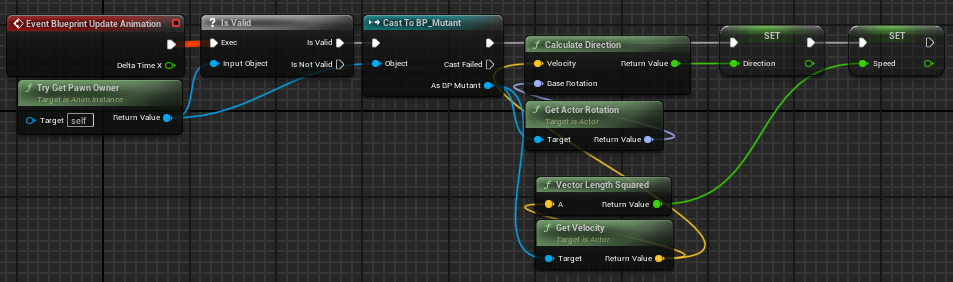 Event Blueprint Update Animation
Delta Time X
Try Get Pawn Owner
Target is Anim Instance
Target self Return Value
? Is Valid
Exec Is Valid
Input Object Is Not Valid
Cast To BP_Mutant
Cast Failed
Object
As BP Mutant
f Calculate Direction
Velocity Return Value
Base Rotation
f Get Actor Rotation
Target is Actor
Target Return Value
f Vector Length Squared
A Return Value
f Get Velocity
Target is Actor
Target Return Value
SET
Direction
SET
Speed